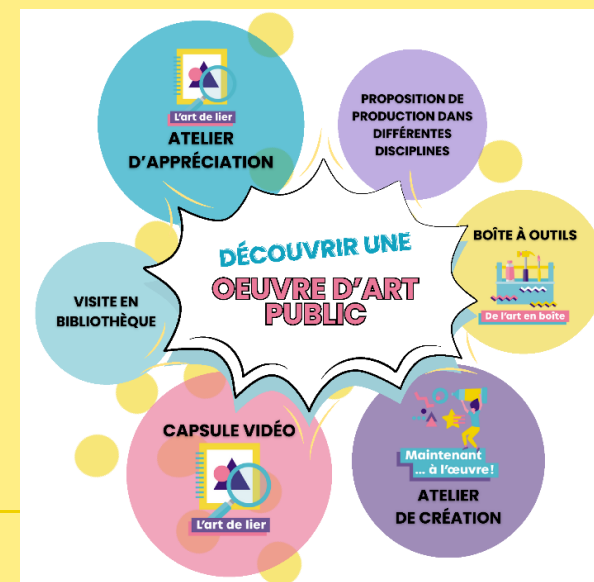 L'art de lier
ATELIER
D'APPRÉCIATION
PROPOSITION DE
PRODUCTION DANS
DIFFÉRENTES
DISCIPLINES
DÉCOUVRIR UNE
OEUVRE D'ART
PUBLIC
BOÎTE À OUTILS
De l'art en boîte
VISITE EN
BIBLIOTHÈQUE
CAPSULE VIDÉO
L'art de lier
Maintenant
... à l'œuvre!
ATELIER
DE CRÉATION